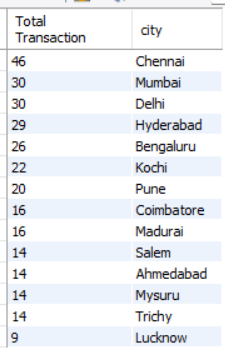 Total
Transaction city
46 Chennai
30 Mumbai
30 Delhi
29 Hyderabad
26 Bengaluru
22 Kochi
20 Pune
16 Coimbatore
16 Madurai
14 Salem
14 Ahmedabad
14 Mysuru
14 Trichy
9 Lucknow